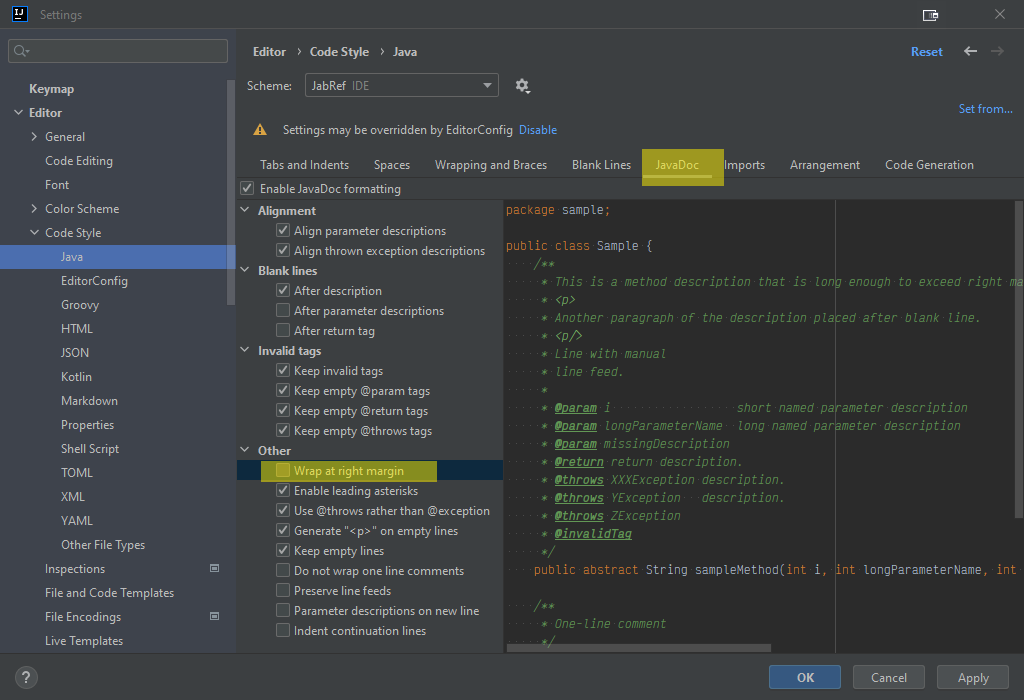 IJ Settings
Keymap
Editor
General
Code Editing
Font
Color Scheme
Code Style
Java
EditorConfig
Groovy
HTML
JSON
Kotlin
Markdown
Properties
Shell Script
TOML
XML
YAML
Other File Types
Inspections
File and Code Templates
File Encodings
Live Templates
Editor › Code Style › Java
Reset
Scheme: JabRef IDE
Set from...
Settings may be overridden by EditorConfig Disable
Tabs and Indents Spaces Wrapping and Braces Blank Lines JavaDoc Imports Arrangement Code Generation
Enable JavaDoc formatting
Alignment
Align parameter descriptions
Align thrown exception descriptions
Blank lines
After description
After parameter descriptions
After return tag
Invalid tags
Keep invalid tags
Keep empty @param tags
Keep empty @return tags
Keep empty @throws tags
Other
Wrap at right margin
Enable leading asterisks
Use @throws rather than @exception
Generate "<p>" on empty lines
Keep empty lines
Do not wrap one line comments
Preserve line feeds
Parameter descriptions on new line
Indent continuation lines
package sample;
public class Sample {
/**
* This is a method description that is long enough to exceed right ma
* <p>
* Another paragraph of the description placed after blank line.
* <p/>
* Line with manual
* line feed.
*
* @param i short named parameter description
* @param longParameterName long named parameter description
* @param missingDescription
* @return return description.
* @throws XXXException description.
* @throws YException description.
* @throws ZException
* @invalidTag
*/
public abstract String sampleMethod(int i, int longParameterName, int
/**
* One-line comment
*/
?
OK Cancel Apply